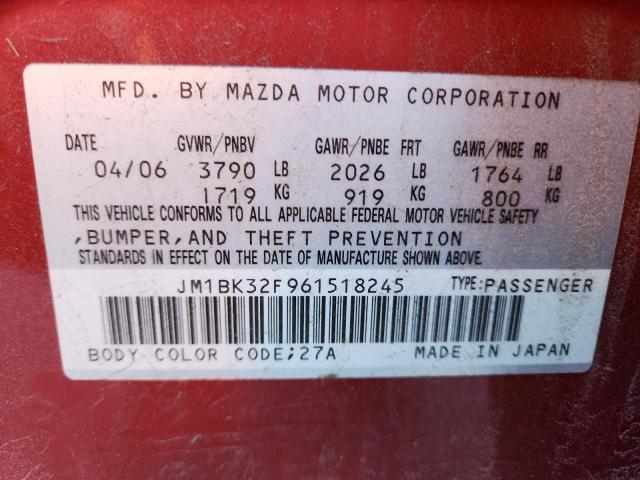 MFD. BY MAZDA MOTOR CORPORATION
DATE GVWR/PNBV GAWR/PNBE FRT GAWR/PNBE RR
04/06 3790 LB 2026 LB 1764 LB
1719 KG 919 KG 800 KG
THIS VEHICLE CONFORMS TO ALL APPLICABLE FEDERAL MOTOR VEHICLE SAFETY
,BUMPER,AND THEFT PREVENTION
STANDARDS IN EFFECT ON THE DATE OF MANUFACTURE SHOWN ABOVE.
JM1BK32F961518245 TYPE:PASSENGER
BODY COLOR CODE;27A MADE IN JAPAN